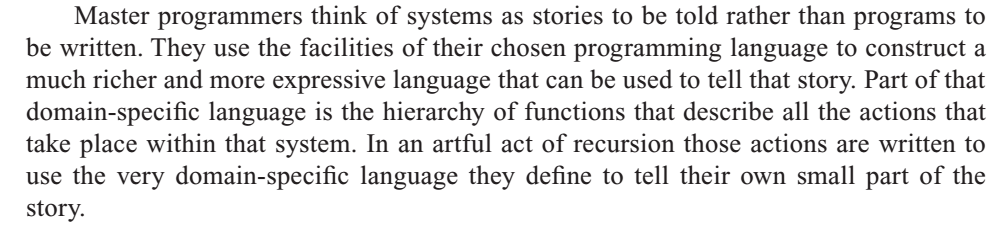 Master programmers think of systems as stories to be told rather than programs to
be written. They use the facilities of their chosen programming language to construct a
much richer and more expressive language that can be used to tell that story. Part of that
domain-specific language is the hierarchy of functions that describe all the actions that
take place within that system. In an artful act of recursion those actions are written to
use the very domain-specific language they define to tell their own small part of the
story.